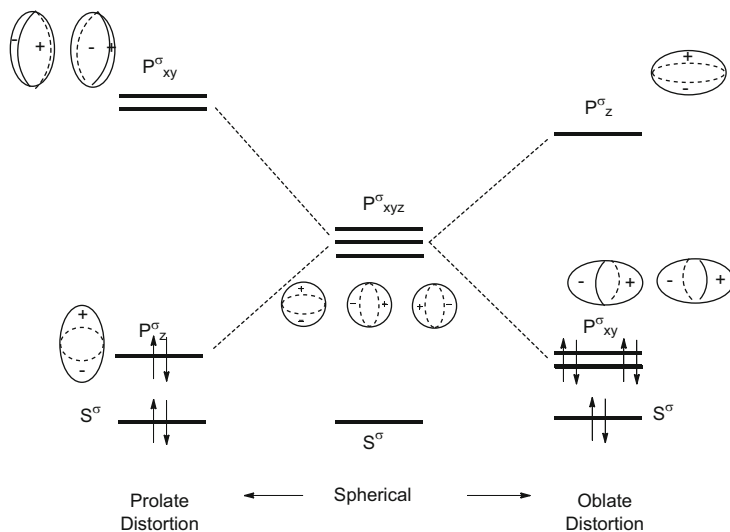 - + - +
P^σ_xy
+
-
P^σ_z
P^σ_xyz
+
-
- +
+ -
- + - +
+
P^σ_z
-
P^σ_xy
S^σ
S^σ
S^σ
Prolate
Distortion
Spherical
Oblate
Distortion